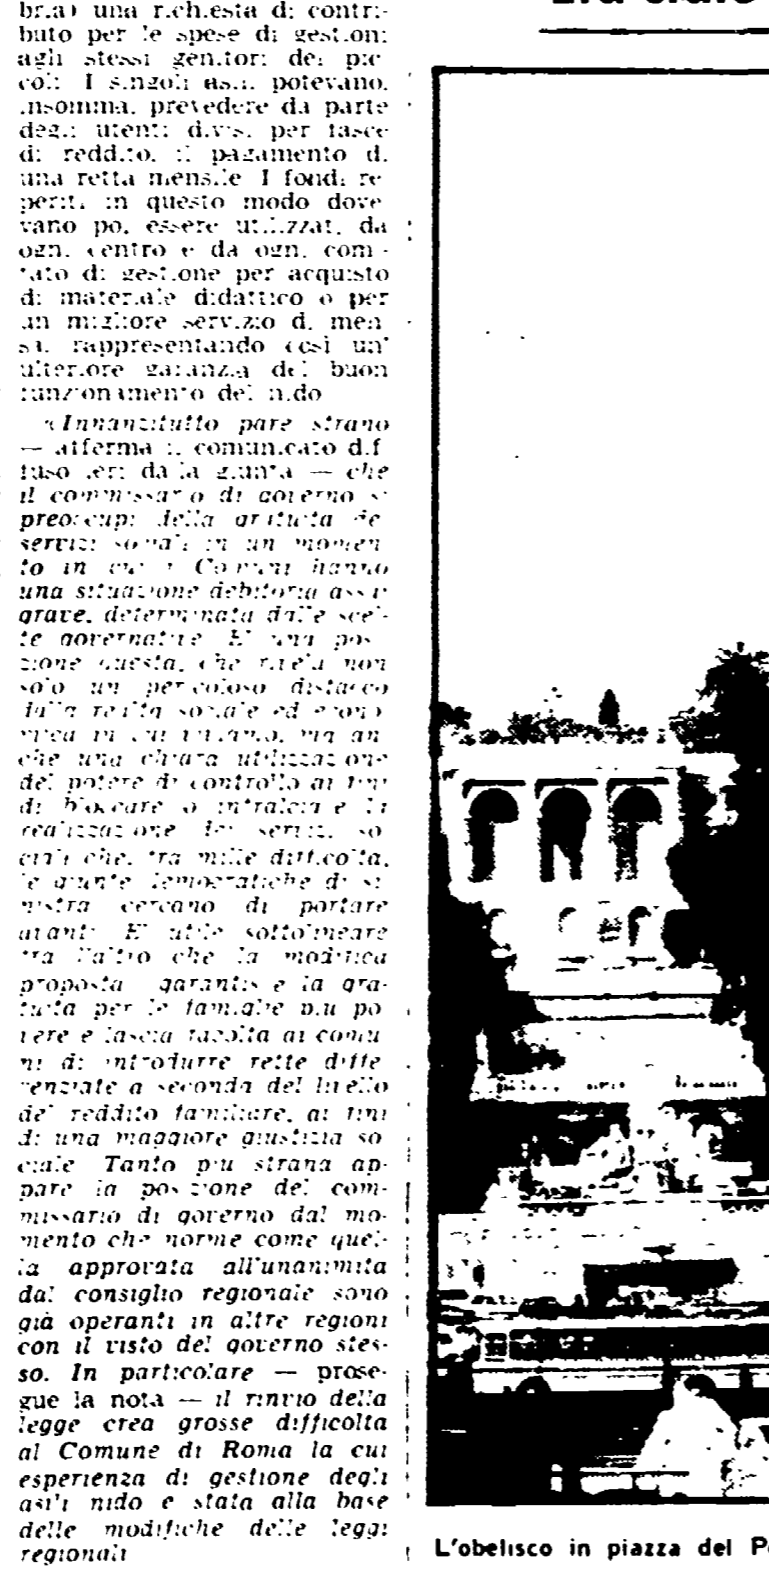 una richiesta di contri-
buto per le spese di gestioni
agli stessi genitori dei pic-
coli. I singoli asili potevano,
insomma, prevedere da parte
degli utenti divisi per fasce
di reddito, il pagamento di
una retta mensile. I fondi re-
periti in questo modo dove-
vano poi essere utilizzati da
ogni centro e da ogni comi-
tato di gestione per acquisto
di materiale didattico o per
un migliore servizio di men-
sa, rappresentando così un'
ulteriore garanzia del buon
funzionamento del nido
«Innanzitutto pare strano
— afferma il comunicato dif-
fuso ieri dalla giunta — che
il commissario di governo si
preoccupi della gratuità dei
servizi sociali in un momen-
to in cui i Comuni hanno
una situazione debitoria assai
grave, determinata dalle scel-
te governative. E' una posi-
zione questa, che rivela non
solo un pericoloso distacco
dalla realtà sociale ed econo-
mica in cui viviamo, ma an-
che una chiara utilizzazione
del potere di controllo ai fini
di bloccare o intralciare la
realizzazione dei servizi so-
ciali che, tra mille difficoltà,
le giunte democratiche di si-
nistra cercano di portare
avanti. E' utile sottolineare
tra l'altro che la modifica
proposta garantisce la gra-
tuità per le famiglie più po-
vere e lascia facoltà ai comu-
ni di introdurre rette diffe-
renziate a seconda del livello
del reddito familiare, ai fini
di una maggiore giustizia so-
ciale. Tanto più strana ap-
pare la posizione del com-
missario di governo dal mo-
mento che norme come quel-
la approvata all'unanimità
dal consiglio regionale sono
già operanti in altre regioni
con il visto del governo stes-
so. In particolare — prose-
gue la nota — il rinvio della
legge crea grosse difficoltà
al Comune di Roma la cui
esperienza di gestione degli
asili nido è stata alla base
delle modifiche delle leggi
regionali
L'obelisco in piazza del